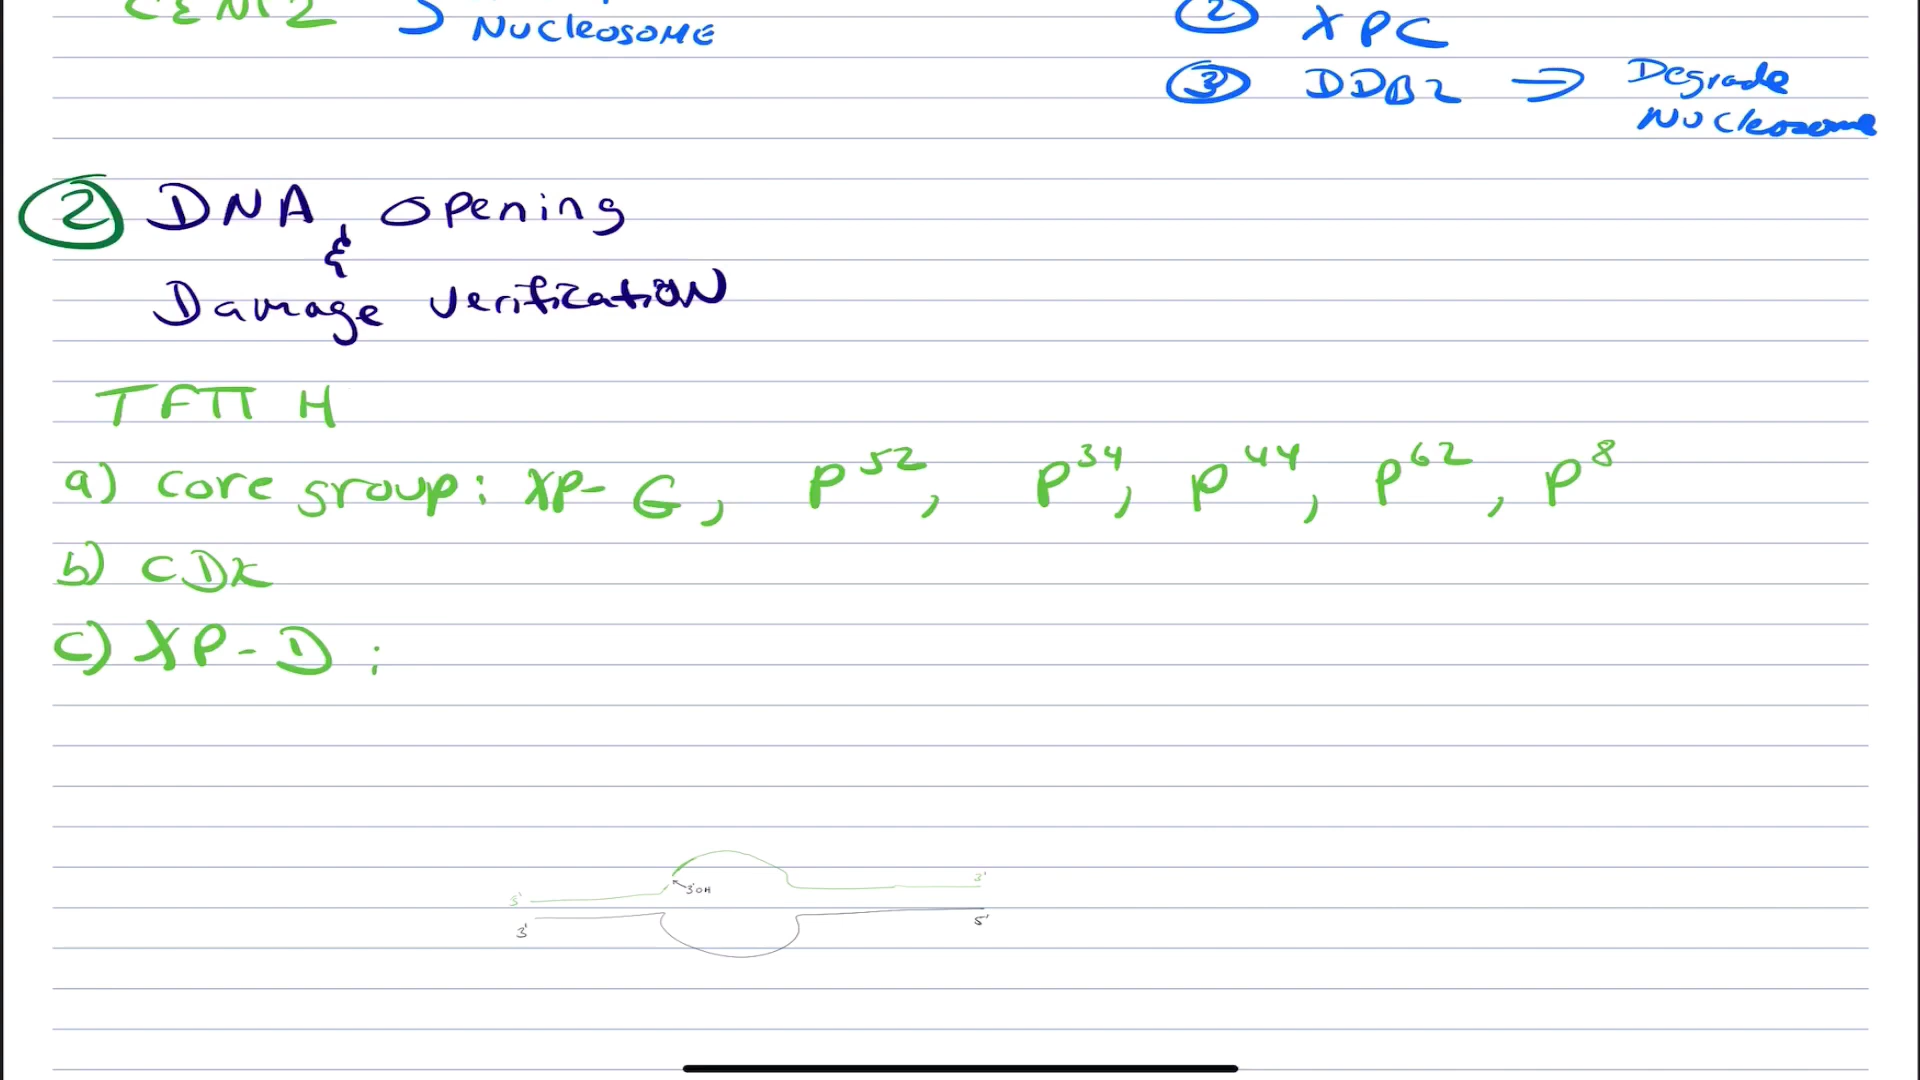 CEN12
NUCleosome
② XPC
③ DDB2 ⇒ Degrade
NUCleosome
② DNA opening
&
Damage verification
TFII H
a) core group: XP-G, P52, P34, P44, P62, P8
b) CDK
c) XP-D :
3'OH
5' 3'
3' 5'